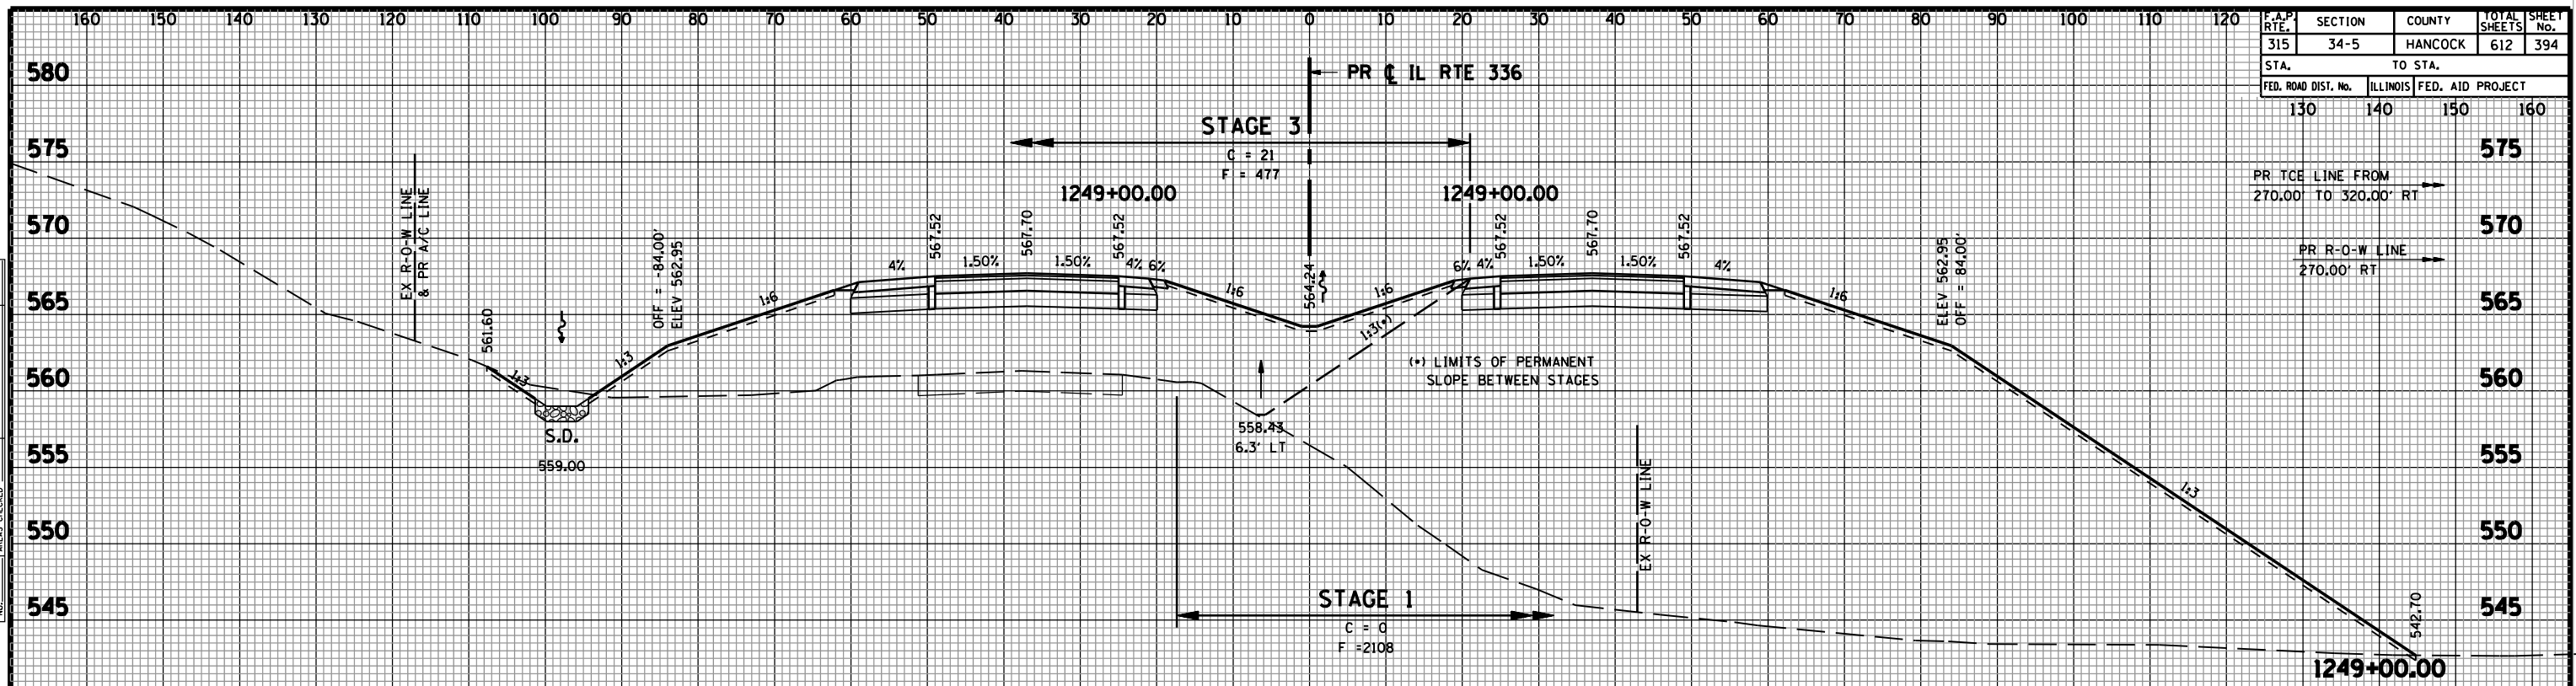 160 150 140 130 120 110 100 90 80 70 60 50 40 30 20 10 0 10 20 30 40 50 60 70 80 90 100 110 120
F.A.P. RTE. SECTION COUNTY TOTAL SHEETS SHEET No.
315 34-5 HANCOCK 612 394
STA. TO STA.
FED. ROAD DIST. No. ILLINOIS FED. AID PROJECT
130 140 150 160
580
PR ℄ IL RTE 336
STAGE 3
C = 21
F = 477
575
575
PR TCE LINE FROM
270.00' TO 320.00' RT
1249+00.00
1249+00.00
EX R-O-W LINE
& PR A/C LINE
570
570
PR R-O-W LINE
270.00' RT
567.52
567.70
567.52
567.52
567.70
567.52
OFF = -84.00'
ELEV 562.95
ELEV 562.95
OFF = 84.00'
4%
1.50%
1.50%
4%
6%
6%
4%
1.50%
1.50%
4%
565
1:6
1:6
564.24
1:6
1:6
565
561.60
1:3(•)
1:3
1:3
(•) LIMITS OF PERMANENT
SLOPE BETWEEN STAGES
560
560
558.43
6.3' LT
S.D.
559.00
555
555
EX R-O-W LINE
1:3
550
550
STAGE 1
C = 0
F =2108
545
545
542.70
1249+00.00